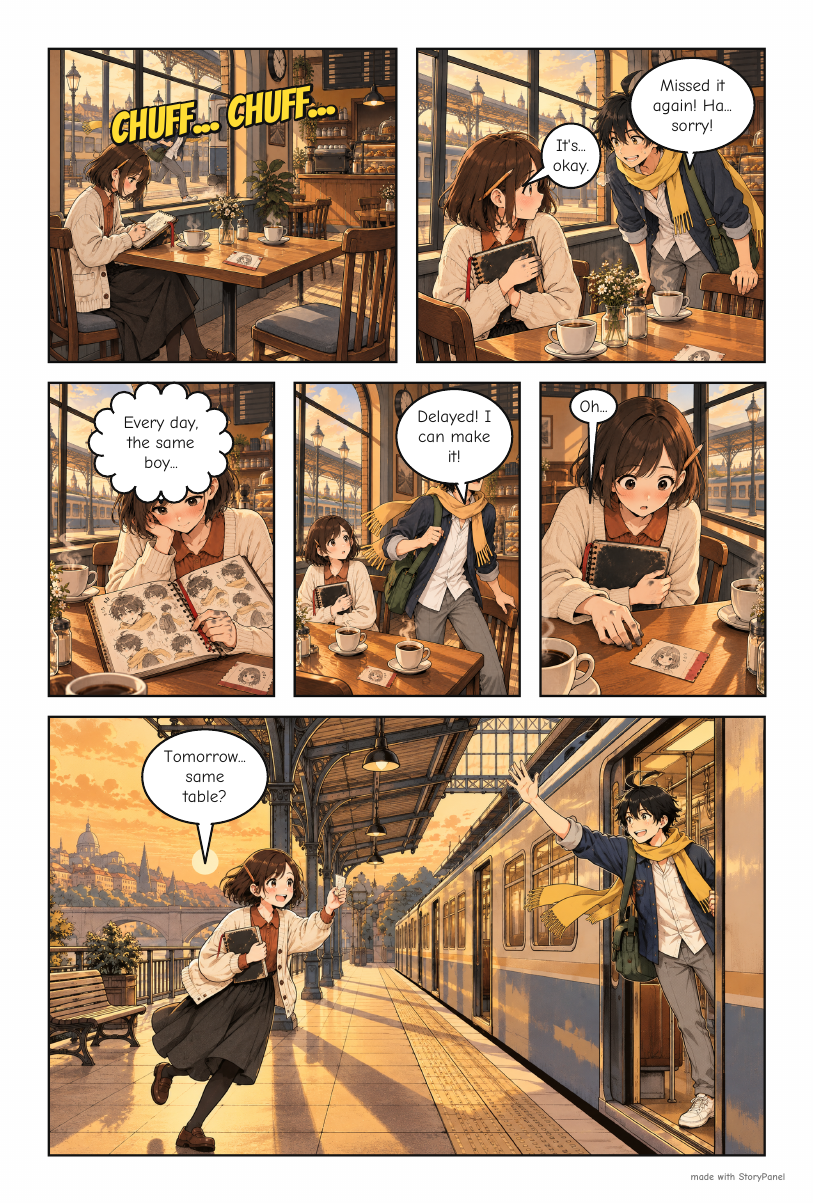 CHUFF... CHUFF...
It's...
okay.
Missed it
again! Ha...
sorry!
Every day,
the same
boy...
Delayed! I
can make
it!
Oh...
Tomorrow...
same
table?
made with StoryPanel